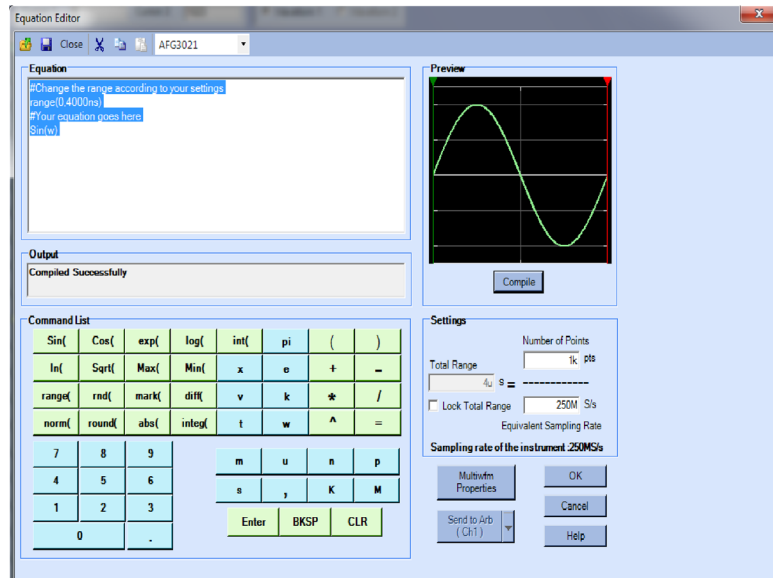 Equation Editor
Close
AFG3021
Equation
#Change the range according to your settings
range(0,4000ns)
#Your equation goes here
Sin(w)
Preview
Output
Compiled Successfully
Compile
Command List
Sin( Cos( exp( log( int( pi ( )
ln( Sqrt( Max( Min( x e + -
range( rnd( mark( diff( v k * /
norm( round( abs( integ( t w ^ =
7 8 9
4 5 6
1 2 3
0 .
m u n p
s , K M
Enter BKSP CLR
Settings
Number of Points
Total Range
1k pts
4u s = ------------
Lock Total Range 250M S/s
Equivalent Sampling Rate
Sampling rate of the instrument :250MS/s
Multiwfm
Properties
OK
Cancel
Send to Arb
( Ch1 )
Help